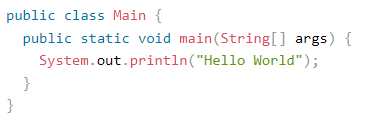 public class Main {
  public static void main(String[] args) {
    System.out.println("Hello World");
  }
}